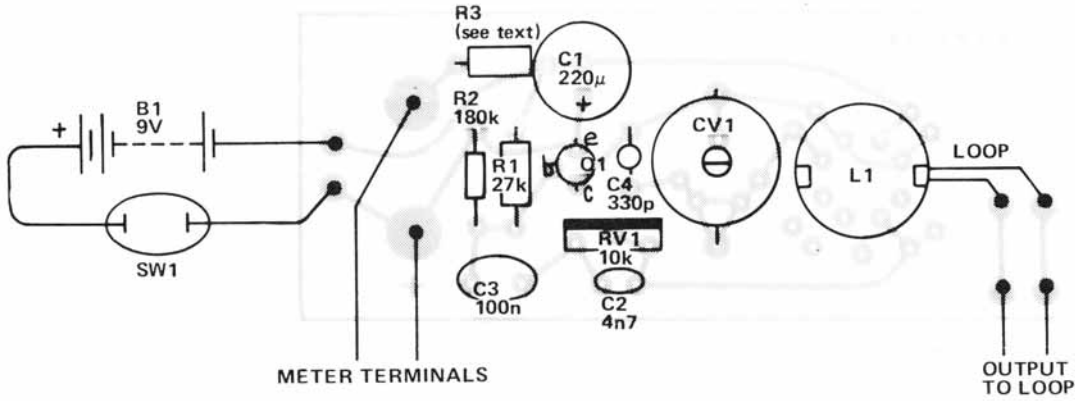 R3
(see text)
C1
220μ
+
B1
9V
+
R2
180k
R1
27k
e
b
Q1
c
C4
330p
CV1
L1
LOOP
SW1
RV1
10k
C3
100n
C2
4n7
METER TERMINALS
OUTPUT
TO LOOP